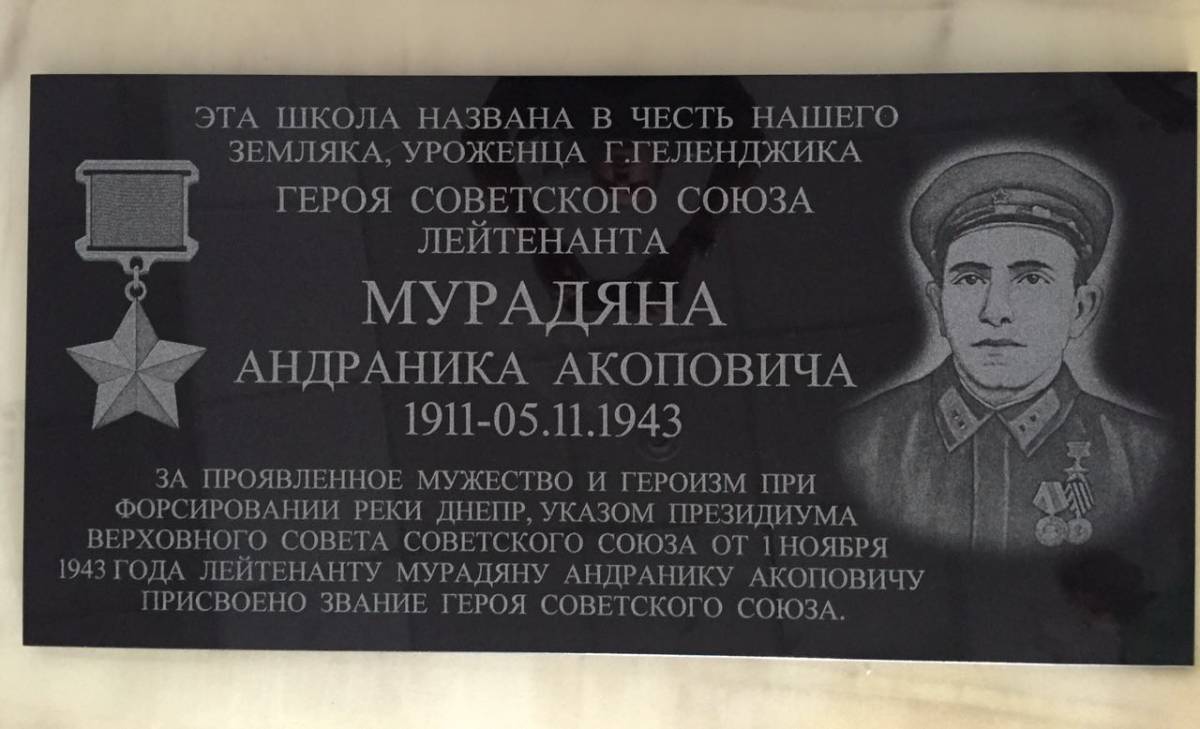 ЭТА ШКОЛА НАЗВАНА В ЧЕСТЬ НАШЕГО
ЗЕМЛЯКА, УРОЖЕНЦА Г.ГЕЛЕНДЖИКА
ГЕРОЯ СОВЕТСКОГО СОЮЗА
ЛЕЙТЕНАНТА
МУРАДЯНА
АНДРАНИКА АКОПОВИЧА
1911-05.11.1943
ЗА ПРОЯВЛЕННОЕ МУЖЕСТВО И ГЕРОИЗМ ПРИ
ФОРСИРОВАНИИ РЕКИ ДНЕПР, УКАЗОМ ПРЕЗИДИУМА
ВЕРХОВНОГО СОВЕТА СОВЕТСКОГО СОЮЗА ОТ 1 НОЯБРЯ
1943 ГОДА ЛЕЙТЕНАНТУ МУРАДЯНУ АНДРАНИКУ АКОПОВИЧУ
ПРИСВОЕНО ЗВАНИЕ ГЕРОЯ СОВЕТСКОГО СОЮЗА.